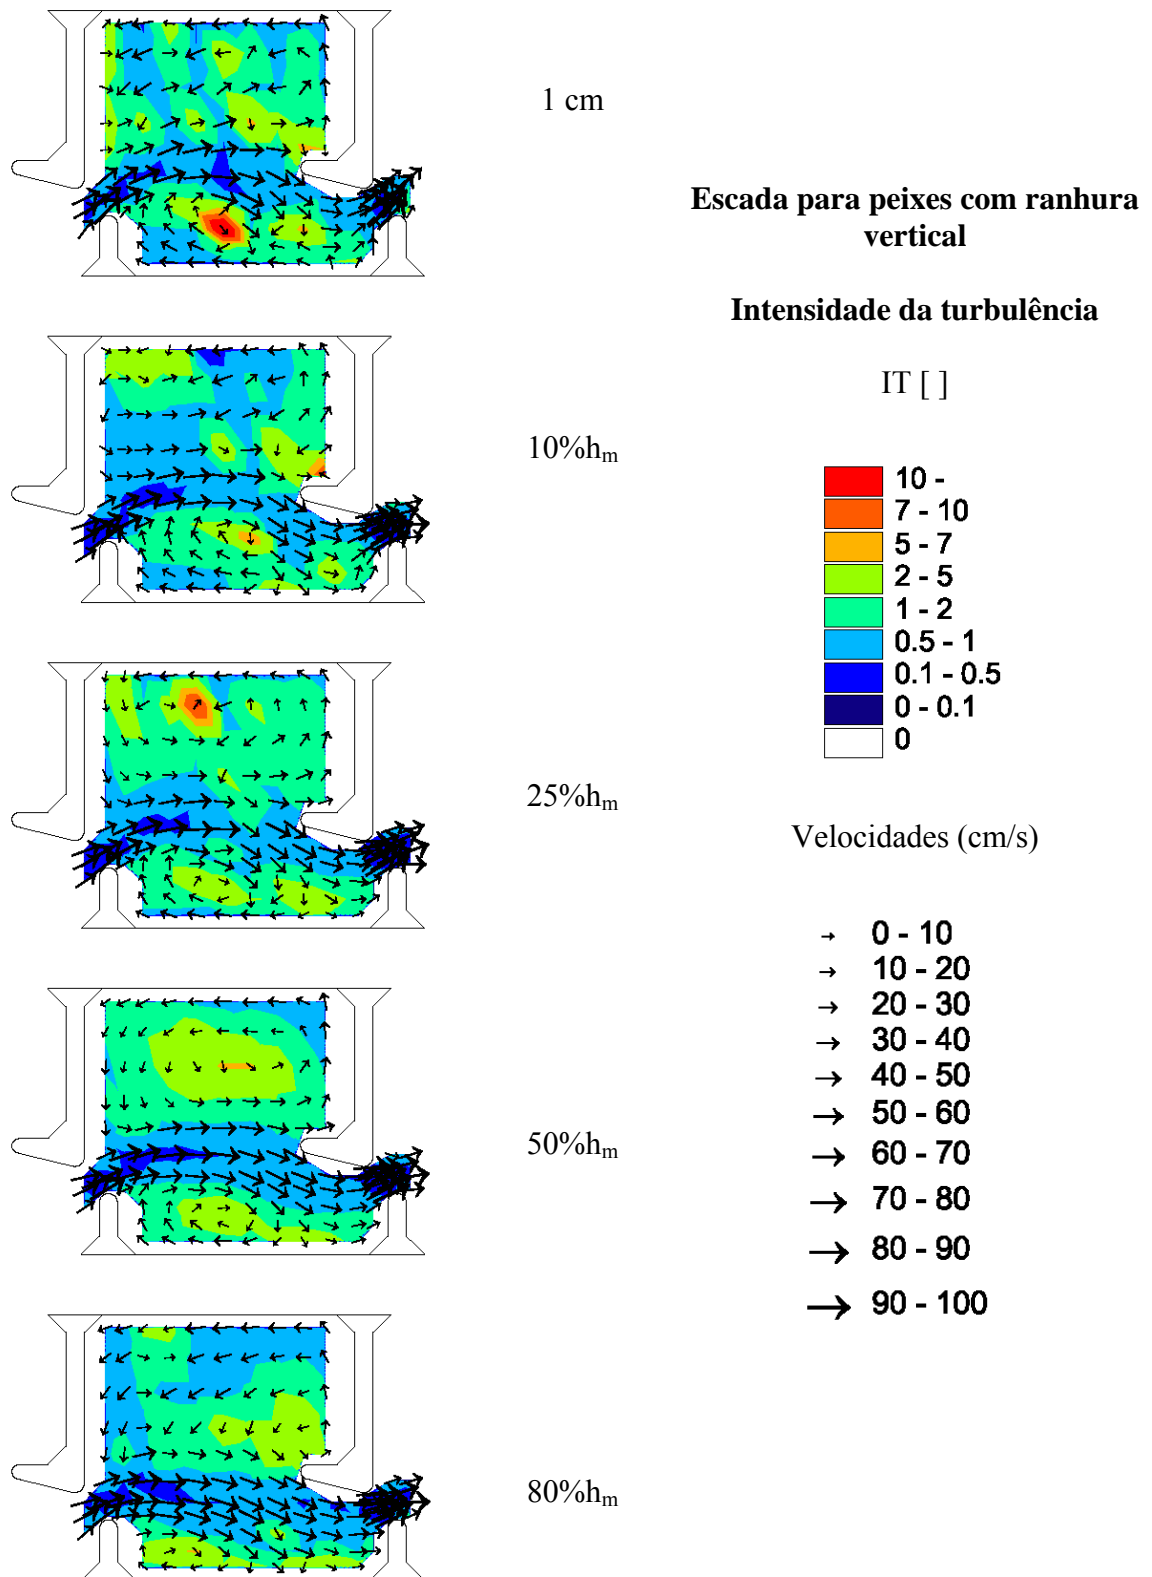 1 cm
Escada para peixes com ranhura
vertical
Intensidade da turbulência
IT [ ]
10%hₘ
10 -
7 - 10
5 - 7
2 - 5
1 - 2
0.5 - 1
0.1 - 0.5
0 - 0.1
0
25%hₘ
Velocidades (cm/s)
0 - 10
10 - 20
20 - 30
30 - 40
40 - 50
50 - 60
60 - 70
70 - 80
80 - 90
90 - 100
50%hₘ
80%hₘ